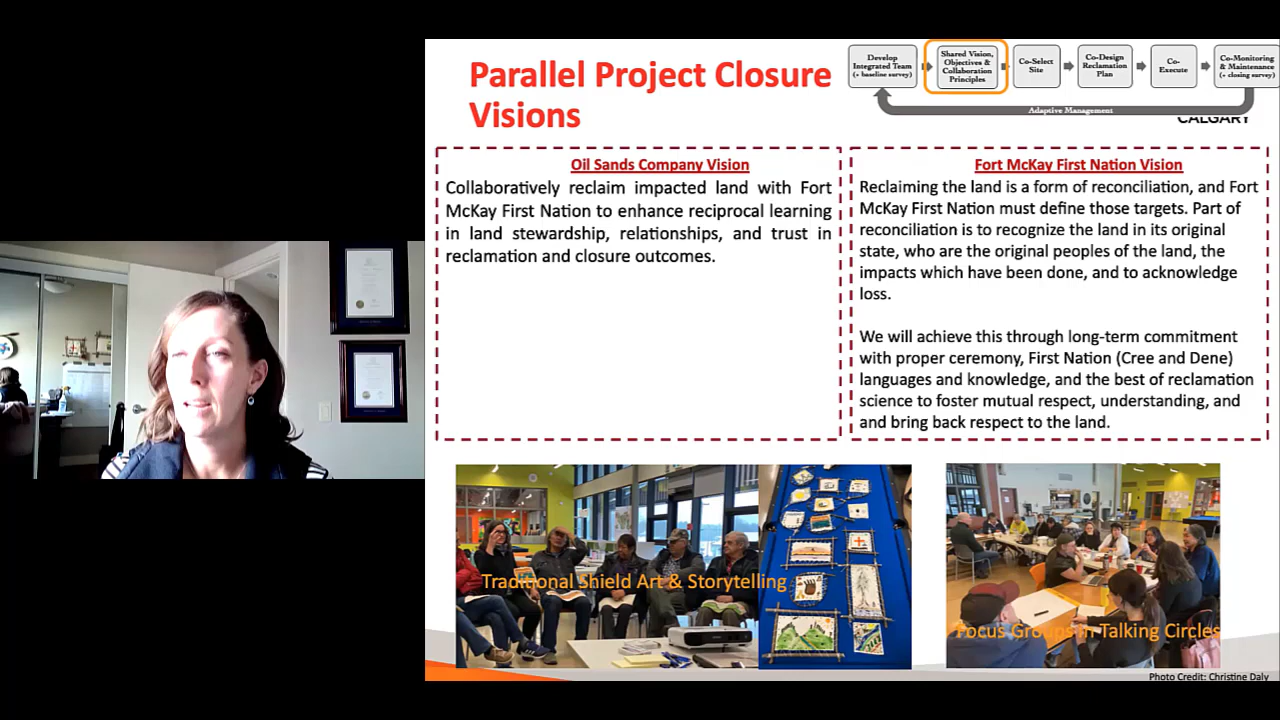 Parallel Project Closure
Visions
Develop
Integrated Team
(+ baseline survey)
Shared Vision,
Objectives &
Collaboration
Principles
Co-Select
Site
Co-Design
Reclamation
Plan
Co-
Execute
Co-Monitoring
& Maintenance
(+ closing survey)
Adaptive Management
CALGARY
Oil Sands Company Vision
Collaboratively reclaim impacted land with Fort
McKay First Nation to enhance reciprocal learning
in land stewardship, relationships, and trust in
reclamation and closure outcomes.
Fort McKay First Nation Vision
Reclaiming the land is a form of reconciliation, and Fort
McKay First Nation must define those targets. Part of
reconciliation is to recognize the land in its original
state, who are the original peoples of the land, the
impacts which have been done, and to acknowledge
loss.
We will achieve this through long-term commitment
with proper ceremony, First Nation (Cree and Dene)
languages and knowledge, and the best of reclamation
science to foster mutual respect, understanding, and
and bring back respect to the land.
Traditional Shield Art & Storytelling
Focus Groups in Talking Circles
Photo Credit: Christine Daly